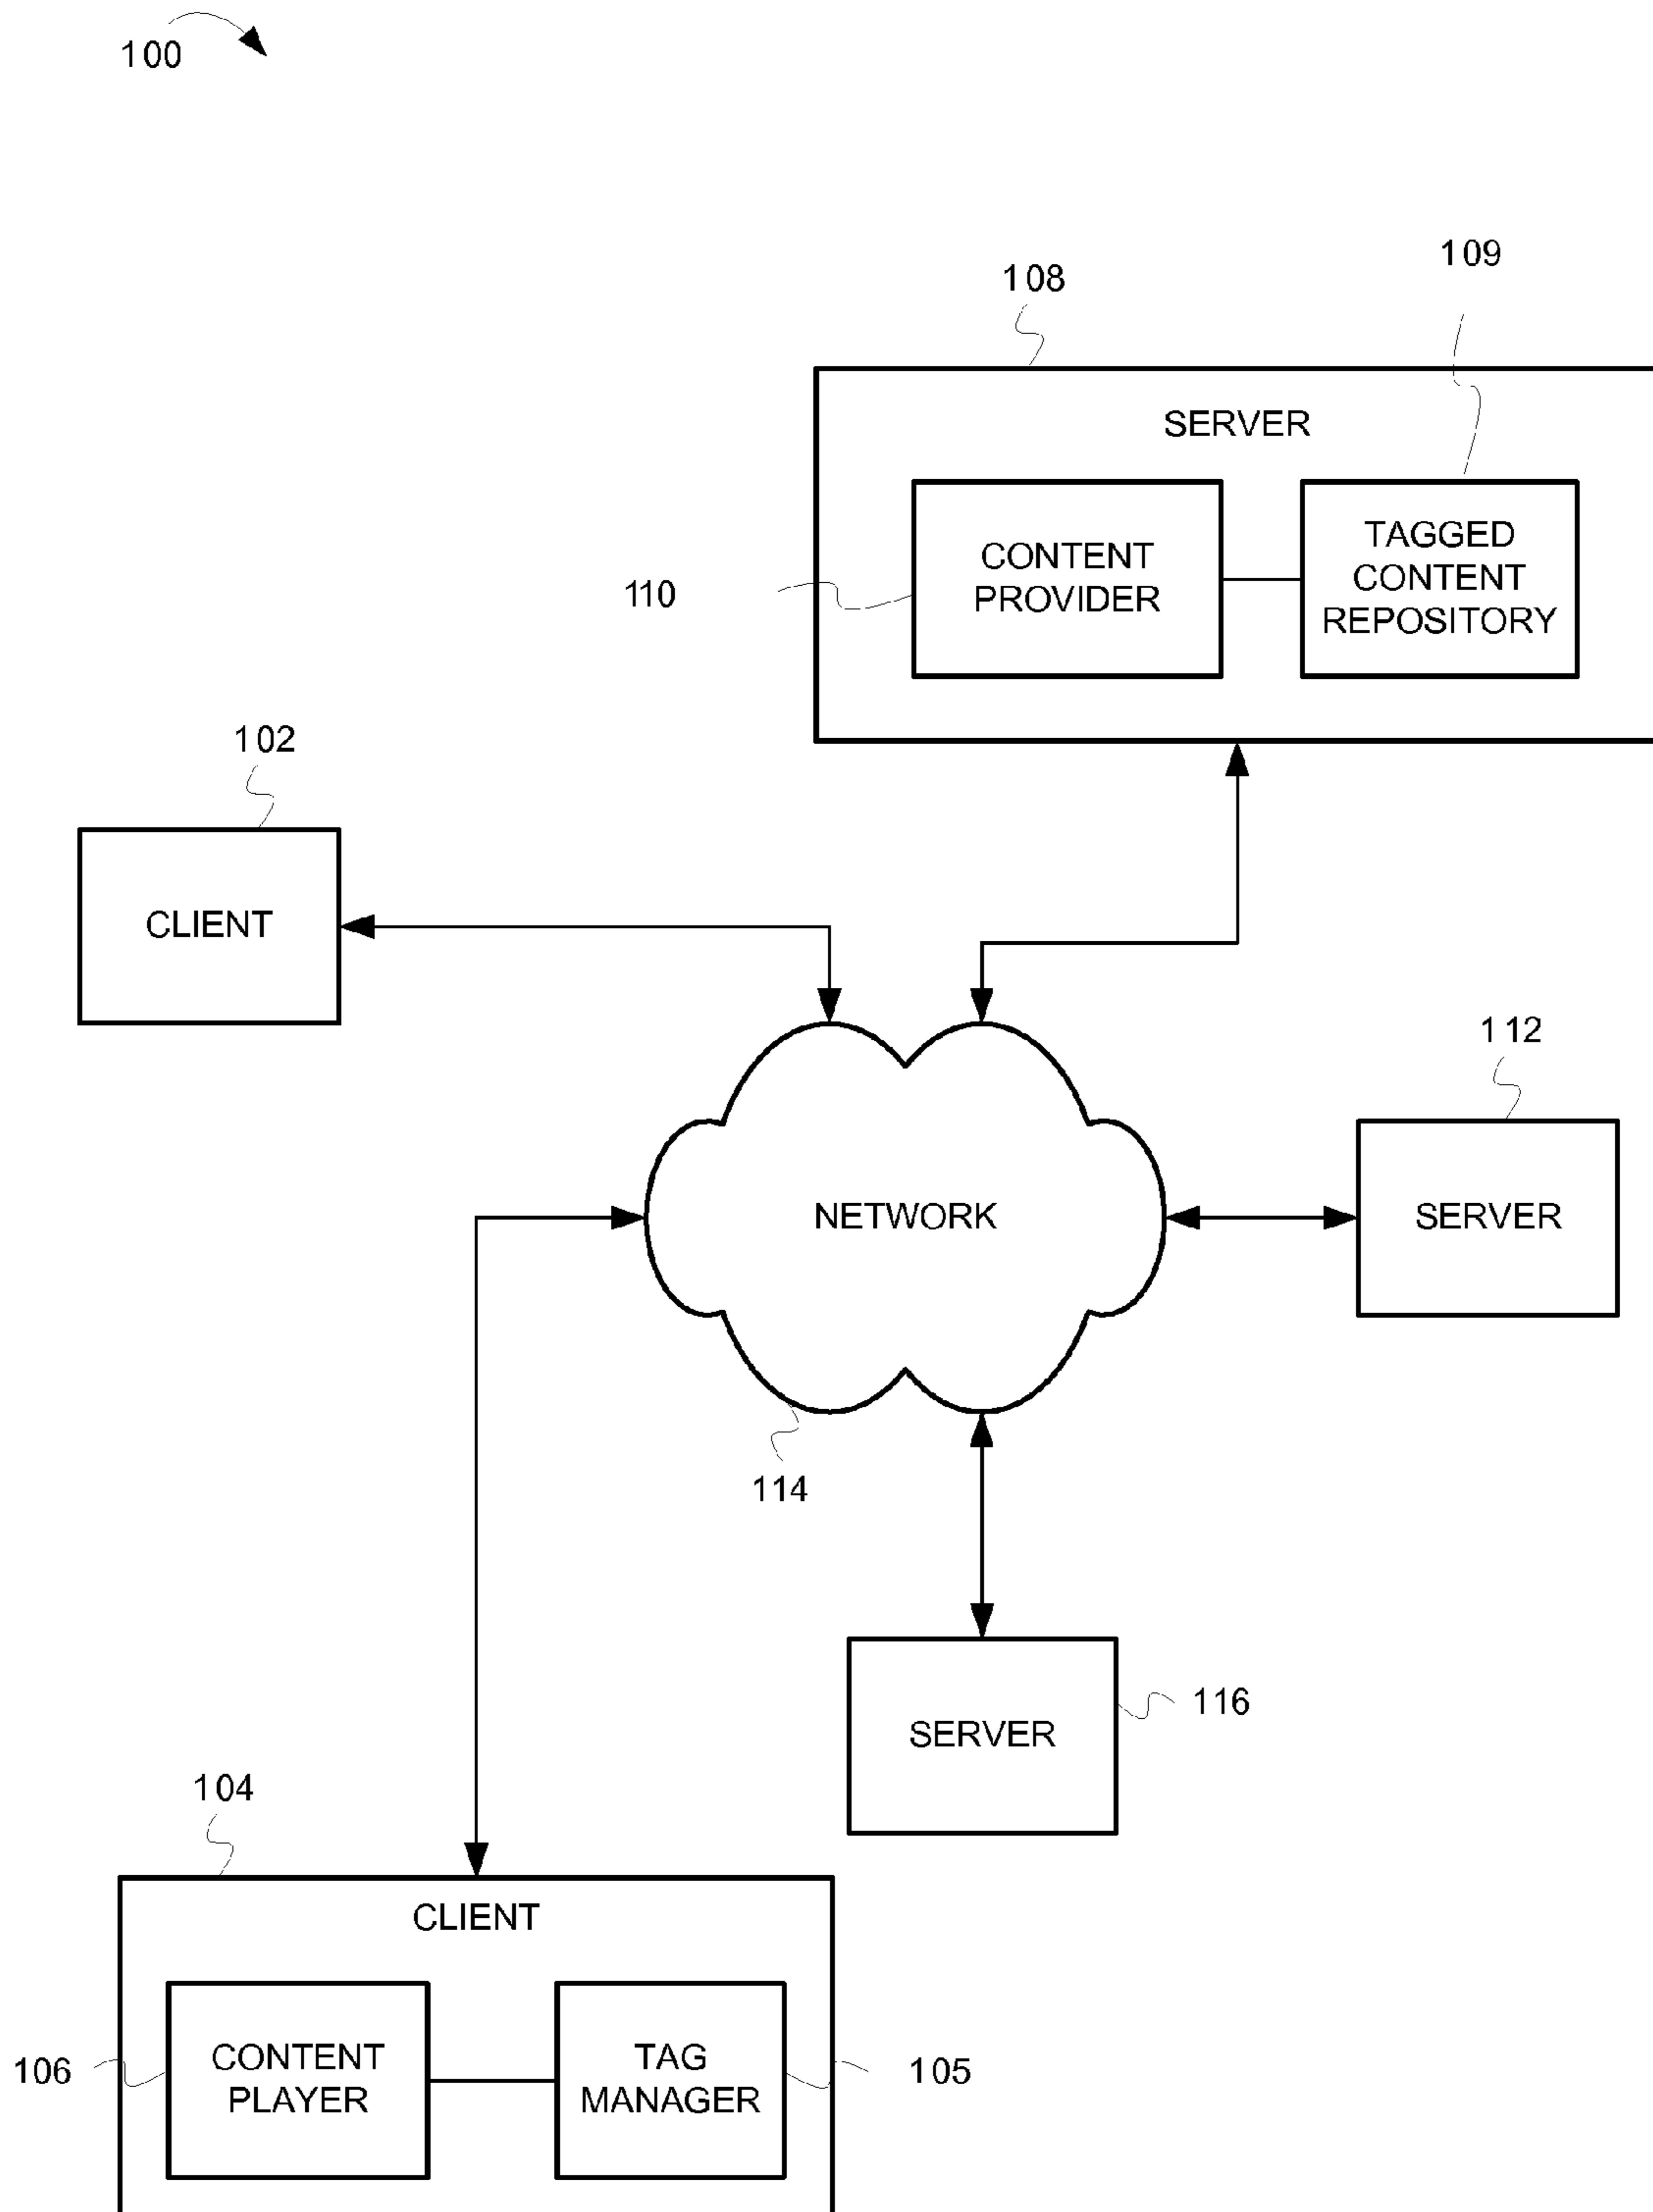 100
109
108
SERVER
TAGGED
CONTENT
REPOSITORY
CONTENT
PROVIDER
110
102
CLIENT
112
NETWORK
SERVER
114
116
SERVER
104
CLIENT
106
CONTENT
PLAYER
TAG
MANAGER
105